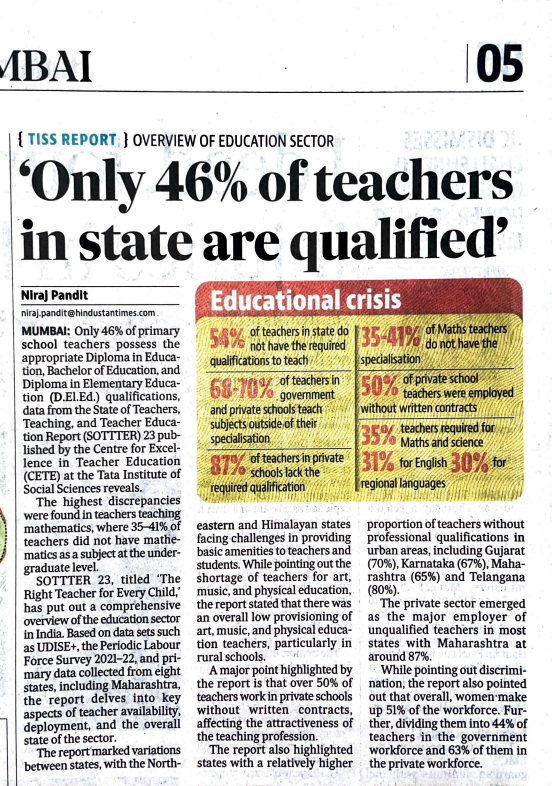 MBAI
05
{ TISS REPORT } OVERVIEW OF EDUCATION SECTOR
‘Only 46% of teachers
in state are qualified’
Niraj Pandit
niraj.pandit@hindustantimes.com
MUMBAI: Only 46% of primary
school teachers possess the
appropriate Diploma in Educa-
tion, Bachelor of Education, and
Diploma in Elementary Educa-
tion (D.El.Ed.) qualifications,
data from the State of Teachers,
Teaching, and Teacher Educa-
tion Report (SOTTTER) 23 pub-
lished by the Centre for Excel-
lence in Teacher Education
(CETE) at the Tata Institute of
Social Sciences reveals.
The highest discrepancies
were found in teachers teaching
mathematics, where 35–41% of
teachers did not have mathe-
matics as a subject at the under-
graduate level.
SOTTTER 23, titled ‘The
Right Teacher for Every Child,’
has put out a comprehensive
overview of the education sector
in India. Based on data sets such
as UDISE+, the Periodic Labour
Force Survey 2021–22, and pri-
mary data collected from eight
states, including Maharashtra,
the report delves into key
aspects of teacher availability,
deployment, and the overall
state of the sector.
The report marked variations
between states, with the North-
Educational crisis
54% of teachers in state do
not have the required
qualifications to teach
68-70% of teachers in
government
and private schools teach
subjects outside of their
specialisation
87% of teachers in private
schools lack the
required qualification
35-41% of Maths teachers
do not have the
specialisation
50% of private school
teachers were employed
without written contracts
35% teachers required for
Maths and science
31% for English 30% for
regional languages
eastern and Himalayan states
facing challenges in providing
basic amenities to teachers and
students. While pointing out the
shortage of teachers for art,
music, and physical education,
the report stated that there was
an overall low provisioning of
art, music, and physical educa-
tion teachers, particularly in
rural schools.
A major point highlighted by
the report is that over 50% of
teachers work in private schools
without written contracts,
affecting the attractiveness of
the teaching profession.
The report also highlighted
states with a relatively higher
proportion of teachers without
professional qualifications in
urban areas, including Gujarat
(70%), Karnataka (67%), Maha-
rashtra (65%) and Telangana
(80%).
The private sector emerged
as the major employer of
unqualified teachers in most
states with Maharashtra at
around 87%.
While pointing out discrimi-
nation, the report also pointed
out that overall, women make
up 51% of the workforce. Fur-
ther, dividing them into 44% of
teachers in the government
workforce and 63% of them in
the private workforce.